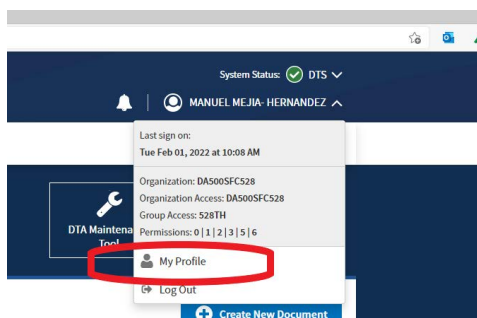 System Status: DTS
MANUEL MEJIA- HERNANDEZ
Last sign on:
Tue Feb 01, 2022 at 10:08 AM
Organization: DA500SFC528
Organization Access: DA500SFC528
Group Access: 528TH
Permissions: 0 | 1 | 2 | 3 | 5 | 6
DTA Maintena
Tool
My Profile
Log Out
Create New Document